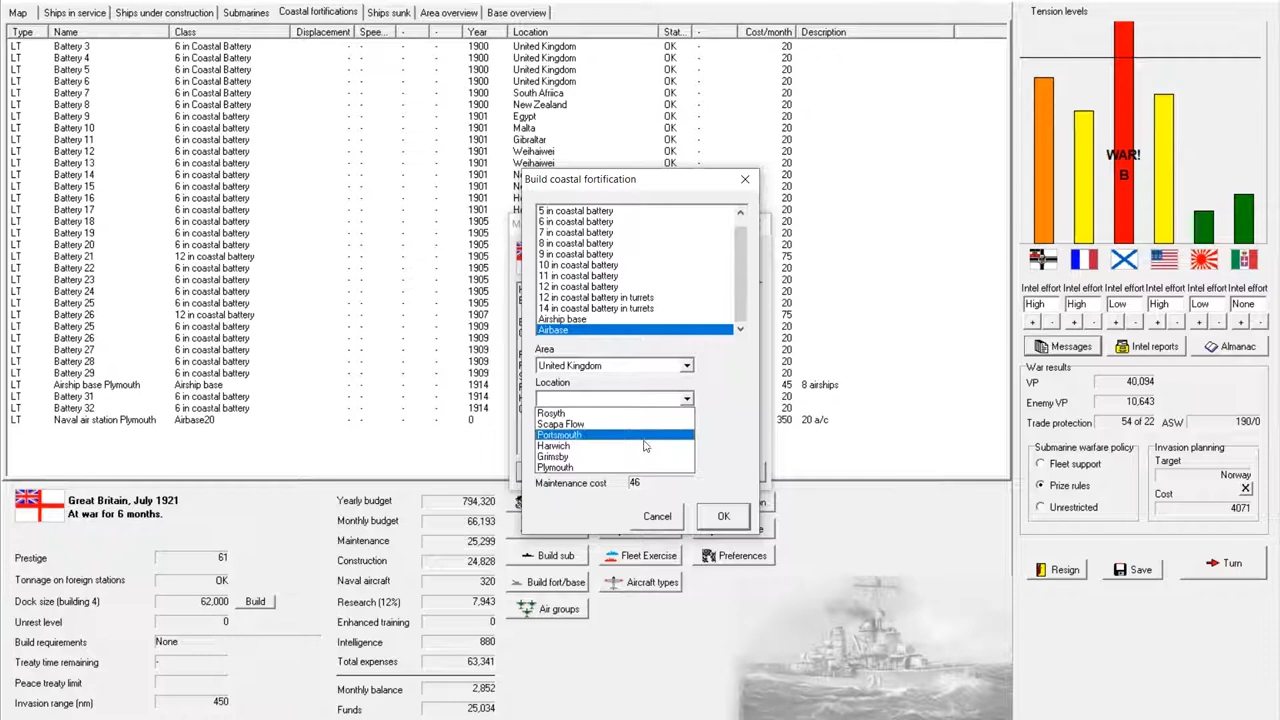 Map Ships in service Ships under construction Submarines Coastal fortifications Ships sunk Area overview Base overview
Type Name Class Displacement Spee... - - Year Location Stat... - Cost/month Description
LT Battery 3 6 in Coastal Battery - - - - 1900 United Kingdom OK 20
LT Battery 4 6 in Coastal Battery - - - - 1900 United Kingdom OK 20
LT Battery 5 6 in Coastal Battery - - - - 1900 United Kingdom OK 20
LT Battery 6 6 in Coastal Battery - - - - 1900 United Kingdom OK 20
LT Battery 7 6 in Coastal Battery - - - - 1900 South Afriica OK 20
LT Battery 8 6 in Coastal Battery - - - - 1900 New Zealand OK 20
LT Battery 9 6 in coastal battery - - - - 1901 Egypt OK 20
LT Battery 10 6 in coastal battery - - - - 1901 Malta OK 20
LT Battery 11 6 in coastal battery - - - - 1901 Gibraltar OK 20
LT Battery 12 6 in coastal battery - - - - 1901 Weihaiwei OK 20
LT Battery 13 6 in coastal battery - - - - 1901 Weihaiwei OK 20
LT Battery 14 6 in coastal battery - - - - 1901 20
LT Battery 15 6 in coastal battery - - - - 1901 20
LT Battery 16 6 in coastal battery - - - - 1901 20
LT Battery 17 6 in coastal battery - - - - 1905 20
LT Battery 18 6 in coastal battery - - - - 1905 20
LT Battery 19 6 in coastal battery - - - - 1905 20
LT Battery 20 6 in coastal battery - - - - 1905 20
LT Battery 21 12 in coastal battery - - - - 1905 75
LT Battery 22 6 in coastal battery - - - - 1905 20
LT Battery 23 6 in coastal battery - - - - 1905 20
LT Battery 24 6 in coastal battery - - - - 1905 20
LT Battery 25 6 in coastal battery - - - - 1905 20
LT Battery 26 12 in coastal battery - - - - 1907 75
LT Battery 25 6 in coastal battery - - - - 1909 20
LT Battery 26 6 in coastal battery - - - - 1909 20
LT Battery 27 6 in coastal battery - - - - 1909 20
LT Battery 28 6 in coastal battery - - - - 1909 20
LT Battery 29 6 in coastal battery - - - - 1909 20
LT Airship base Plymouth Airship base - - - - 1914 45 8 airships
LT Battery 31 6 in coastal battery - - - - 1914 20
LT Battery 32 6 in coastal battery - - - - 1914 20
LT Naval air station Plymouth Airbase20 - - - - 0 350 20 a/c
Build coastal fortification
5 in coastal battery
6 in coastal battery
7 in coastal battery
8 in coastal battery
9 in coastal battery
10 in coastal battery
11 in coastal battery
12 in coastal battery
12 in coastal battery in turrets
14 in coastal battery in turrets
Airship base
Airbase
Area
United Kingdom
Location
Rosyth
Scapa Flow
Portsmouth
Harwich
Grimsby
Plymouth
Maintenance cost 46
Cancel OK
Great Britain, July 1921
At war for 6 months.
Prestige 61
Tonnage on foreign stations OK
Dock size (building 4) 62,000 Build
Unrest level 0
Build requirements None
Treaty time remaining -
Peace treaty limit
Invasion range (nm) 450
Yearly budget 794,320
Monthly budget 66,193
Maintenance 25,299
Construction 24,828
Naval aircraft 320
Research (12%) 7,943
Enhanced training 0
Intelligence 880
Total expenses 63,341
Monthly balance 2,852
Funds 25,034
Build sub Fleet Exercise Preferences
Build fort/base Aircraft types
Air groups
Tension levels
WAR!
B
Intel effort Intel effort Intel effort Intel effort Intel effort Intel effort
High High Low High Low None
+ - + - + - + - + - + -
Messages Intel reports Almanac
War results
VP 40,094
Enemy VP 10,643
Trade protection 54 of 22 ASW 190/0
Submarine warfare policy
Fleet support
Prize rules
Unrestricted
Invasion planning
Target
Norway
Cost X
4071
Resign Save Turn